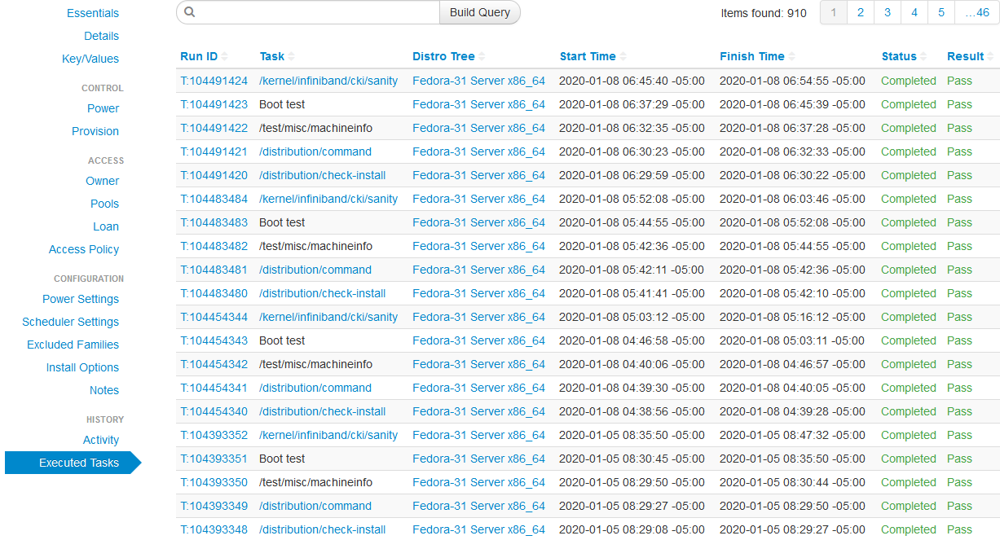 Essentials
Details
Key/Values
CONTROL
Power
Provision
ACCESS
Owner
Pools
Loan
Access Policy
CONFIGURATION
Power Settings
Scheduler Settings
Excluded Families
Install Options
Notes
HISTORY
Activity
Executed Tasks
Build Query
Items found: 910 1 2 3 4 5 ...46
Run ID Task Distro Tree Start Time Finish Time Status Result
T:104491424 /kernel/infiniband/cki/sanity Fedora-31 Server x86_64 2020-01-08 06:45:40 -05:00 2020-01-08 06:54:55 -05:00 Completed Pass
T:104491423 Boot test Fedora-31 Server x86_64 2020-01-08 06:37:29 -05:00 2020-01-08 06:45:39 -05:00 Completed Pass
T:104491422 /test/misc/machineinfo Fedora-31 Server x86_64 2020-01-08 06:32:35 -05:00 2020-01-08 06:37:28 -05:00 Completed Pass
T:104491421 /distribution/command Fedora-31 Server x86_64 2020-01-08 06:30:23 -05:00 2020-01-08 06:32:33 -05:00 Completed Pass
T:104491420 /distribution/check-install Fedora-31 Server x86_64 2020-01-08 06:29:59 -05:00 2020-01-08 06:30:22 -05:00 Completed Pass
T:104483484 /kernel/infiniband/cki/sanity Fedora-31 Server x86_64 2020-01-08 05:52:08 -05:00 2020-01-08 06:03:46 -05:00 Completed Pass
T:104483483 Boot test Fedora-31 Server x86_64 2020-01-08 05:44:55 -05:00 2020-01-08 05:52:08 -05:00 Completed Pass
T:104483482 /test/misc/machineinfo Fedora-31 Server x86_64 2020-01-08 05:42:36 -05:00 2020-01-08 05:44:55 -05:00 Completed Pass
T:104483481 /distribution/command Fedora-31 Server x86_64 2020-01-08 05:42:11 -05:00 2020-01-08 05:42:36 -05:00 Completed Pass
T:104483480 /distribution/check-install Fedora-31 Server x86_64 2020-01-08 05:41:41 -05:00 2020-01-08 05:42:10 -05:00 Completed Pass
T:104454344 /kernel/infiniband/cki/sanity Fedora-31 Server x86_64 2020-01-08 05:03:12 -05:00 2020-01-08 05:16:12 -05:00 Completed Pass
T:104454343 Boot test Fedora-31 Server x86_64 2020-01-08 04:46:58 -05:00 2020-01-08 05:03:11 -05:00 Completed Pass
T:104454342 /test/misc/machineinfo Fedora-31 Server x86_64 2020-01-08 04:40:06 -05:00 2020-01-08 04:46:57 -05:00 Completed Pass
T:104454341 /distribution/command Fedora-31 Server x86_64 2020-01-08 04:39:30 -05:00 2020-01-08 04:40:05 -05:00 Completed Pass
T:104454340 /distribution/check-install Fedora-31 Server x86_64 2020-01-08 04:38:56 -05:00 2020-01-08 04:39:28 -05:00 Completed Pass
T:104393352 /kernel/infiniband/cki/sanity Fedora-31 Server x86_64 2020-01-05 08:35:50 -05:00 2020-01-05 08:47:32 -05:00 Completed Pass
T:104393351 Boot test Fedora-31 Server x86_64 2020-01-05 08:30:45 -05:00 2020-01-05 08:35:50 -05:00 Completed Pass
T:104393350 /test/misc/machineinfo Fedora-31 Server x86_64 2020-01-05 08:29:50 -05:00 2020-01-05 08:30:44 -05:00 Completed Pass
T:104393349 /distribution/command Fedora-31 Server x86_64 2020-01-05 08:29:27 -05:00 2020-01-05 08:29:50 -05:00 Completed Pass
T:104393348 /distribution/check-install Fedora-31 Server x86_64 2020-01-05 08:29:08 -05:00 2020-01-05 08:29:27 -05:00 Completed Pass